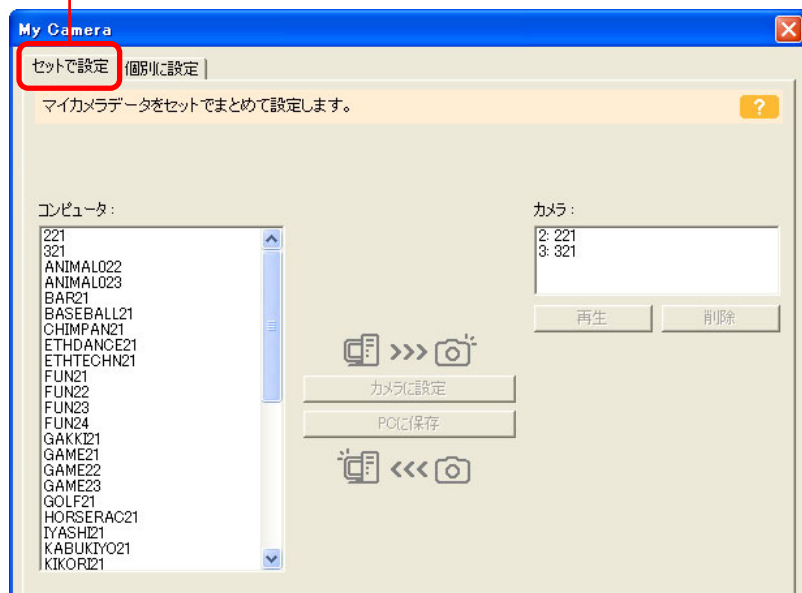 My Camera
セットで設定
個別に設定
マイカメラデータをセットでまとめて設定します。
?
コンピュータ:
221
321
ANIMAL022
ANIMAL023
BAR21
BASEBALL21
CHIMPAN21
ETHDANCE21
ETHTECHN21
FUN21
FUN22
FUN23
FUN24
GAKKI21
GAME21
GAME22
GAME23
GOLF21
HORSERAC21
IYASHI21
KABUKIYO21
KIKORI21
>>>
カメラに設定
PCに保存
<<<
カメラ:
2: 221
3: 321
再生
削除